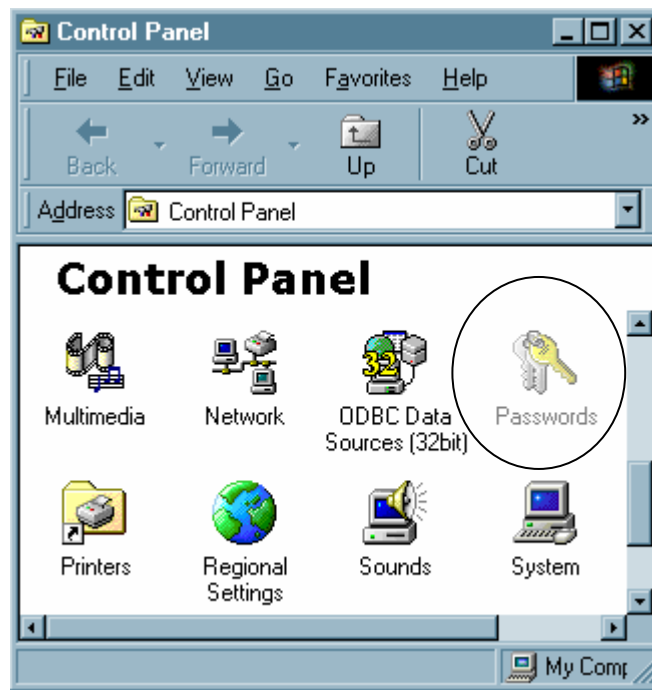 Control Panel
File Edit View Go Favorites Help
Back Forward Up Cut »
Address Control Panel
Control Panel
Multimedia Network ODBC Data Sources (32bit) Passwords
32
Printers Regional Settings Sounds System
My Comp